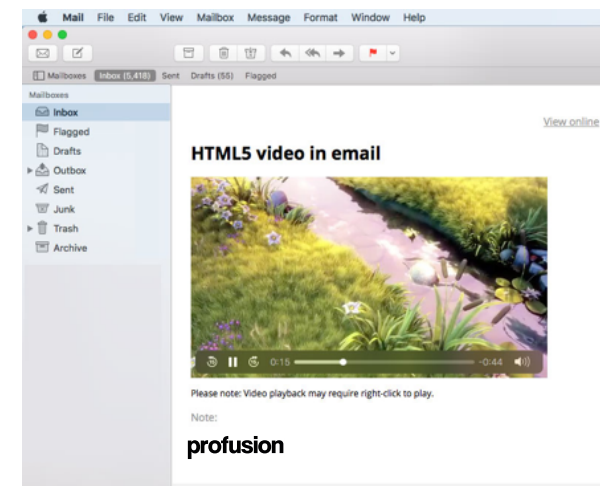 Mail File Edit View Mailbox Message Format Window Help
Mailboxes Inbox (5,418) Sent Drafts (55) Flagged
Mailboxes
Inbox
Flagged
Drafts
Outbox
Sent
Junk
Trash
Archive
View online
HTML5 video in email
0:15 -0:44
Please note: Video playback may require right-click to play.
Note:
profusion